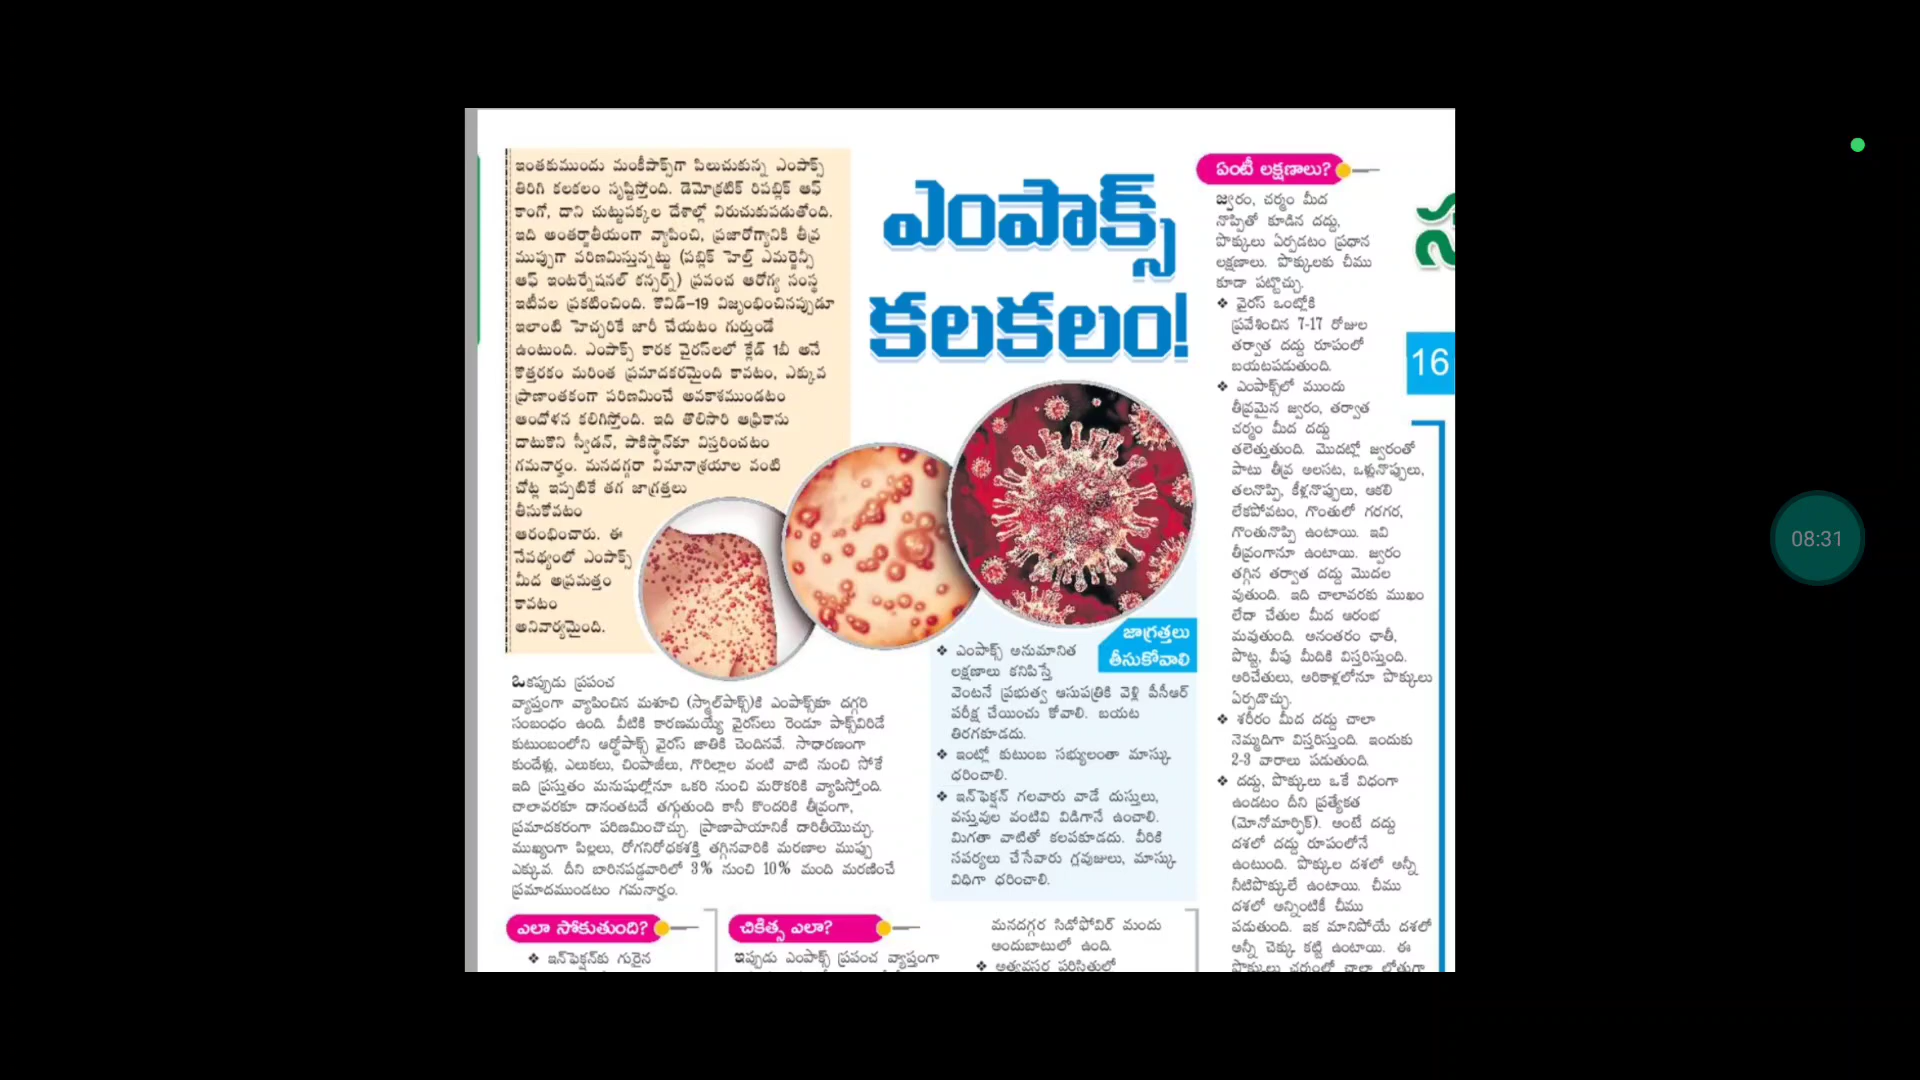 ఇంతకుముందు మంకీపాక్స్‌గా పిలుచుకున్న ఎంపాక్స్
తిరిగి కలకలం సృష్టిస్తోంది. డెమోక్రటిక్ రిపబ్లిక్ ఆఫ్
కాంగో, దాని చుట్టుపక్కల దేశాల్లో విరుచుకుపడుతోంది.
ఇది అంతర్జాతీయంగా వ్యాపించి, ప్రజారోగ్యానికి తీవ్ర
ముప్పుగా పరిణమిస్తున్నట్టు (పబ్లిక్ హెల్త్ ఎమర్జెన్సీ
ఆఫ్ ఇంటర్నేషనల్ కన్సర్న్) ప్రపంచ ఆరోగ్య సంస్థ
ఇటీవల ప్రకటించింది. కొవిడ్-19 విజృంభించినప్పుడూ
ఇలాంటి హెచ్చరికే జారీ చేయటం గుర్తుండే
ఉంటుంది. ఎంపాక్స్ కారక వైరస్‌లలో క్లేడ్ 1బీ అనే
కొత్తరకం మరింత ప్రమాదకరమైంది కావటం, ఎక్కువ
ప్రాణాంతకంగా పరిణమించే అవకాశముండటం
ఆందోళన కలిగిస్తోంది. ఇది తొలిసారి ఆఫ్రికాను
దాటుకొని స్వీడన్, పాకిస్థాన్‌కూ విస్తరించటం
గమనార్హం. మనదగ్గరా విమానాశ్రయాల వంటి
చోట్ల ఇప్పటికే తగ జాగ్రత్తలు
తీసుకోవటం
ఆరంభించారు. ఈ
నేపథ్యంలో ఎంపాక్స్
మీద అప్రమత్తం
కావటం
అనివార్యమైంది.
ఎంపాక్స్
కలకలం!
ఒకప్పుడు ప్రపంచ
వ్యాప్తంగా వ్యాపించిన మశూచి (స్మాల్‌పాక్స్)కి ఎంపాక్స్‌కూ దగ్గరి
సంబంధం ఉంది. వీటికి కారణమయ్యే వైరస్‌లు రెండూ పాక్స్‌విరిడే
కుటుంబంలోని ఆర్థోపాక్స్ వైరస్ జాతికి చెందినవే. సాధారణంగా
కుందేళ్లు, ఎలుకలు, చింపాంజీలు, గొరిల్లాల వంటి వాటి నుంచి సోకే
ఇది ప్రస్తుతం మనుషుల్లోనూ ఒకరి నుంచి మరొకరికి వ్యాపిస్తోంది.
చాలావరకూ దానంతటదే తగ్గుతుంది కానీ కొందరికి తీవ్రంగా,
ప్రమాదకరంగా పరిణమించొచ్చు. ప్రాణాపాయానికీ దారితీయొచ్చు.
ముఖ్యంగా పిల్లలు, రోగనిరోధకశక్తి తగ్గినవారికి మరణాల ముప్పు
ఎక్కువ. దీని బారినపడ్డవారిలో 3% నుంచి 10% మంది మరణించే
ప్రమాదముండటం గమనార్హం.
జాగ్రత్తలు
తీసుకోవాలి
❖ ఎంపాక్స్ అనుమానిత
లక్షణాలు కనిపిస్తే
వెంటనే ప్రభుత్వ ఆసుపత్రికి వెళ్లి పీసీఆర్
పరీక్ష చేయించు కోవాలి. బయట
తిరగకూడదు.
❖ ఇంట్లో కుటుంబ సభ్యులంతా మాస్కు
ధరించాలి.
❖ ఇన్‌ఫెక్షన్ గలవారు వాడే దుస్తులు,
వస్తువుల వంటివి విడిగానే ఉంచాలి.
మిగతా వాటితో కలపకూడదు. వీరికి
సపర్యలు చేసేవారు గ్లవుజులు, మాస్కు
విధిగా ధరించాలి.
ఎలా సోకుతుంది?
❖ ఇన్‌ఫెక్షన్‌కు గురైన
చికిత్స ఎలా?
ఇప్పుడు ఎంపాక్స్ ప్రపంచ వ్యాప్తంగా
మనదగ్గర సిడోఫోవిర్ మందు
అందుబాటులో ఉంది.
❖ అత్యవసర పరిస్థితుల్లో
ఏంటీ లక్షణాలు?
జ్వరం, చర్మం మీద
నొప్పితో కూడిన దద్దు,
పొక్కులు ఏర్పడటం ప్రధాన
లక్షణాలు. పొక్కులకు చీము
కూడా పట్టొచ్చు.
❖ వైరస్ ఒంట్లోకి
ప్రవేశించిన 7-17 రోజుల
తర్వాత దద్దు రూపంలో
బయటపడుతుంది.
❖ ఎంపాక్స్‌లో ముందు
తీవ్రమైన జ్వరం, తర్వాత
చర్మం మీద దద్దు
తలెత్తుతుంది. మొదట్లో జ్వరంతో
పాటు తీవ్ర అలసట, ఒళ్లునొప్పులు,
తలనొప్పి, కీళ్లనొప్పులు, ఆకలి
లేకపోవటం, గొంతులో గరగర,
గొంతునొప్పి ఉంటాయి. ఇవి
తీవ్రంగానూ ఉంటాయి. జ్వరం
తగ్గిన తర్వాత దద్దు మొదల
వుతుంది. ఇది చాలావరకు ముఖం
లేదా చేతుల మీద ఆరంభ
మవుతుంది. అనంతరం ఛాతీ,
పొట్ట, వీపు మీదికి విస్తరిస్తుంది.
అరిచేతులు, అరికాళ్లలోనూ పొక్కులు
ఏర్పడొచ్చు.
❖ శరీరం మీద దద్దు చాలా
నెమ్మదిగా విస్తరిస్తుంది. ఇందుకు
2-3 వారాలు పడుతుంది.
❖ దద్దు, పొక్కులు ఒకే విధంగా
ఉండటం దీని ప్రత్యేకత
(మోనోమార్ఫిక్). అంటే దద్దు
దశలో దద్దు రూపంలోనే
ఉంటుంది. పొక్కుల దశలో అన్నీ
నీటిపొక్కులే ఉంటాయి. చీము
దశలో అన్నింటికీ చీము
పడుతుంది. ఇక మానిపోయే దశలో
అన్నీ చెక్కు కట్టి ఉంటాయి. ఈ
పొక్కులు చర్మంలో చాలా లోతుగా
16
08:31